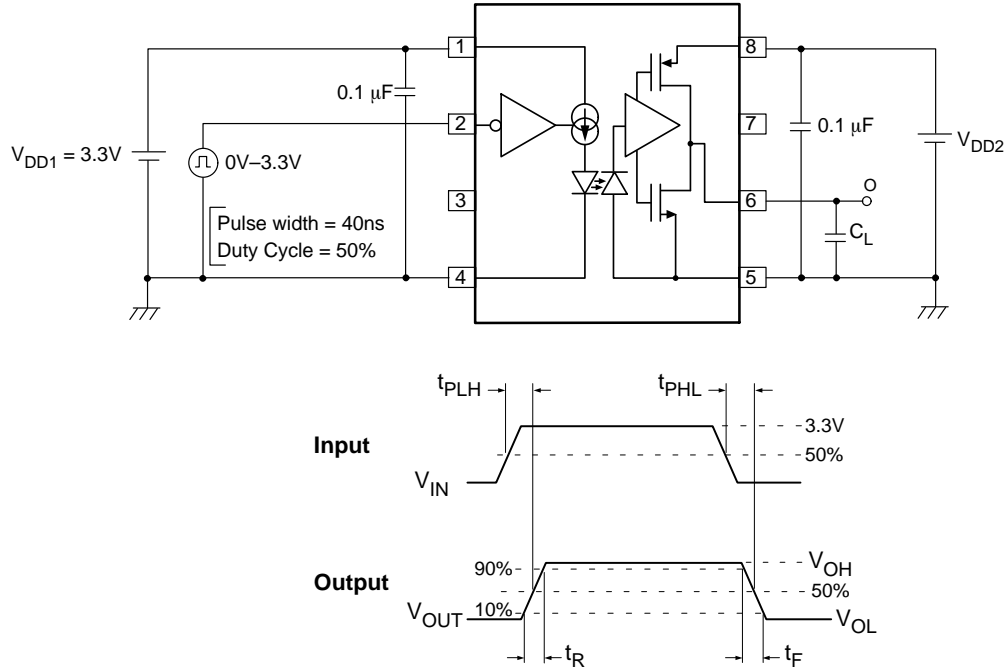 1
8
0.1 μF
2
7
0.1 μF
V_DD2
V_DD1 = 3.3V
0V–3.3V
3
6
O
Pulse width = 40ns
Duty Cycle = 50%
C_L
4
5
t_PLH
t_PHL
Input
3.3V
50%
V_IN
Output
90%
V_OH
50%
V_OUT
10%
V_OL
t_R
t_F